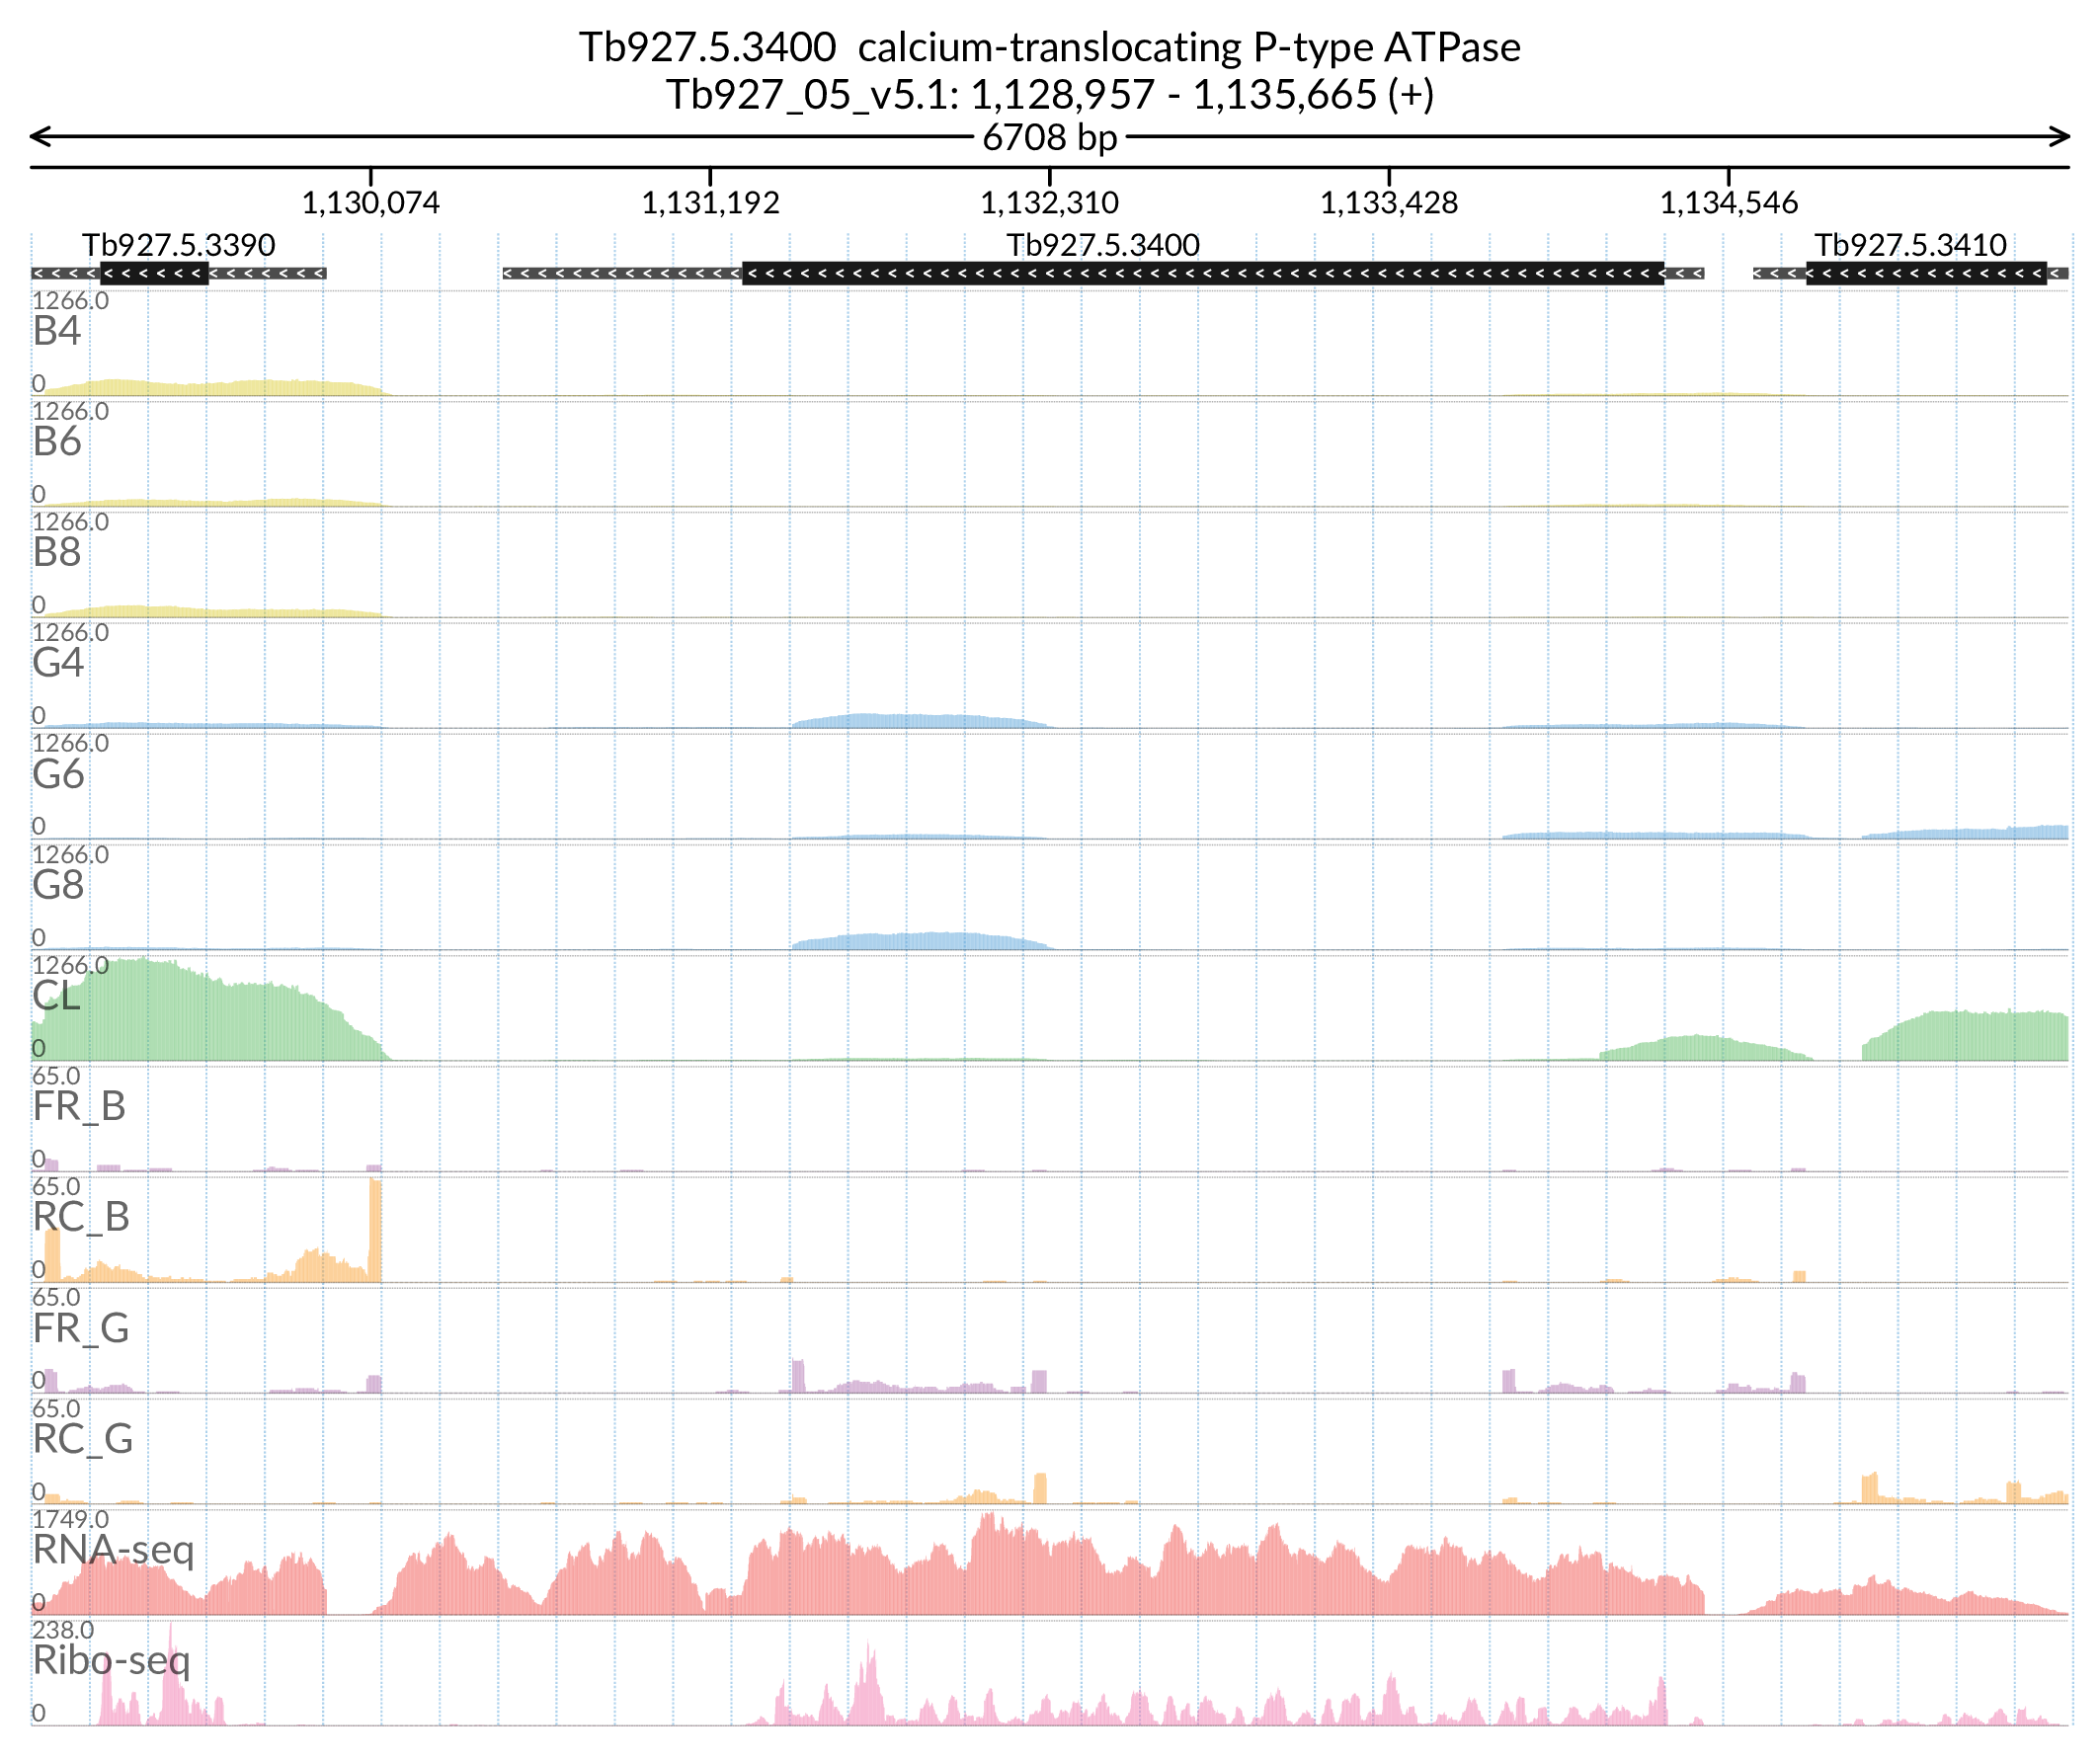 Tb927.5.3400 calcium-translocating P-type ATPase
Tb927_05_v5.1: 1,128,957 - 1,135,665 (+)
6708 bp
1,130,074 1,131,192 1,132,310 1,133,428 1,134,546
Tb927.5.3390 Tb927.5.3400 Tb927.5.3410
1266.0
B4
0
1266.0
B6
0
1266.0
B8
0
1266.0
G4
0
1266.0
G6
0
1266.0
G8
0
1266.0
CL
0
65.0
FR_B
0
65.0
RC_B
0
65.0
FR_G
0
65.0
RC_G
0
1749.0
RNA-seq
0
238.0
Ribo-seq
0